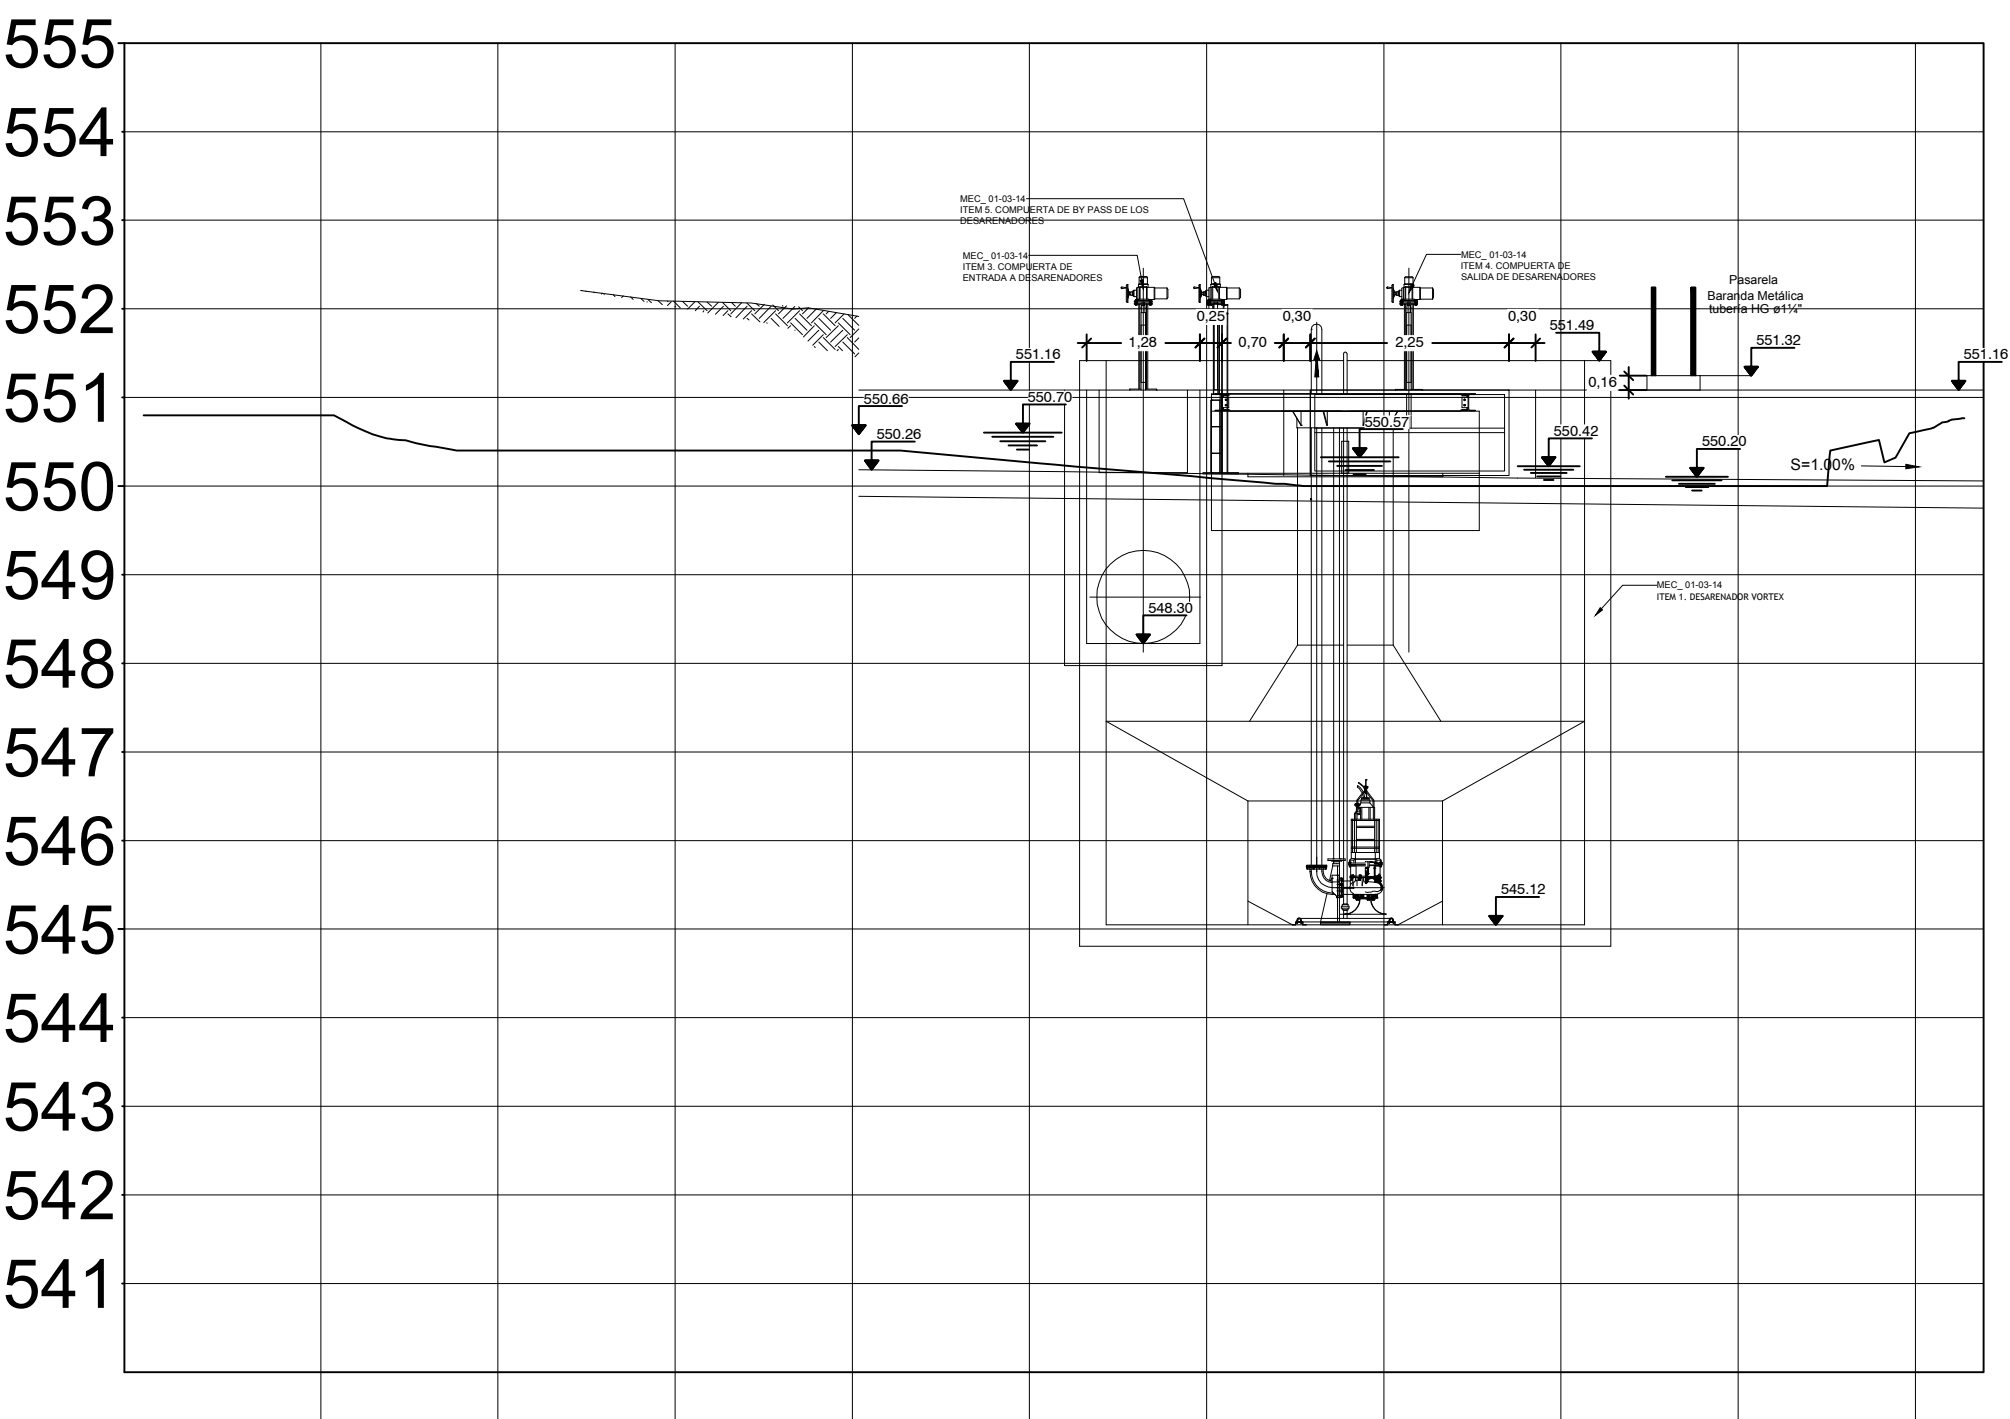 555
554
553
552
551
550
549
548
547
546
545
544
543
542
541
MEC_ 01-03-14
ITEM 5. COMPUERTA DE BY PASS DE LOS
DESARENADORES
MEC_ 01-03-14
ITEM 3. COMPUERTA DE
ENTRADA A DESARENADORES
MEC_ 01-03-14
ITEM 4. COMPUERTA DE
SALIDA DE DESARENADORES
Pasarela
Baranda Metálica
tubería HG ø1¼"
0,25
0,30
0,30
1,28
0,70
2,25
551.49
551.16
551.32
551.16
0,16
550.66
550.70
550.26
550.57
550.42
550.20
S=1.00%
MEC_ 01-03-14
ITEM 1. DESARENADOR VORTEX
548.30
545.12